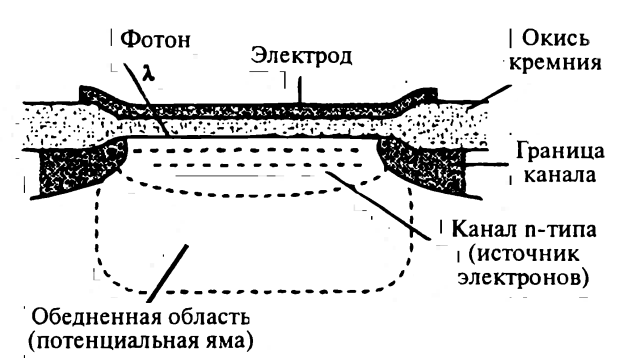 Фотон
λ
Электрод
Окись
кремния
Граница
канала
Канал n-типа
(источник
электронов)
Обедненная область
(потенциальная яма)